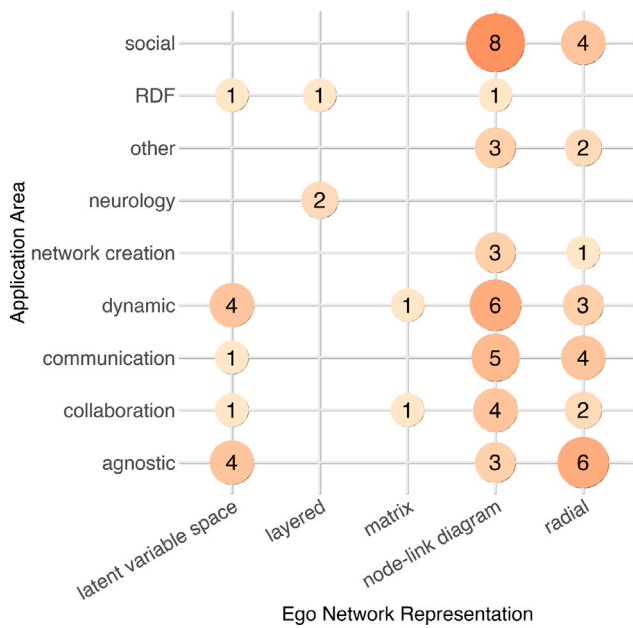 social 8 4
RDF 1 1 1
other 3 2
neurology 2
network creation 3 1
dynamic 4 1 6 3
communication 1 5 4
collaboration 1 1 4 2
agnostic 4 3 6
Application Area
latent variable space
layered
matrix
node-link diagram
radial
Ego Network Representation